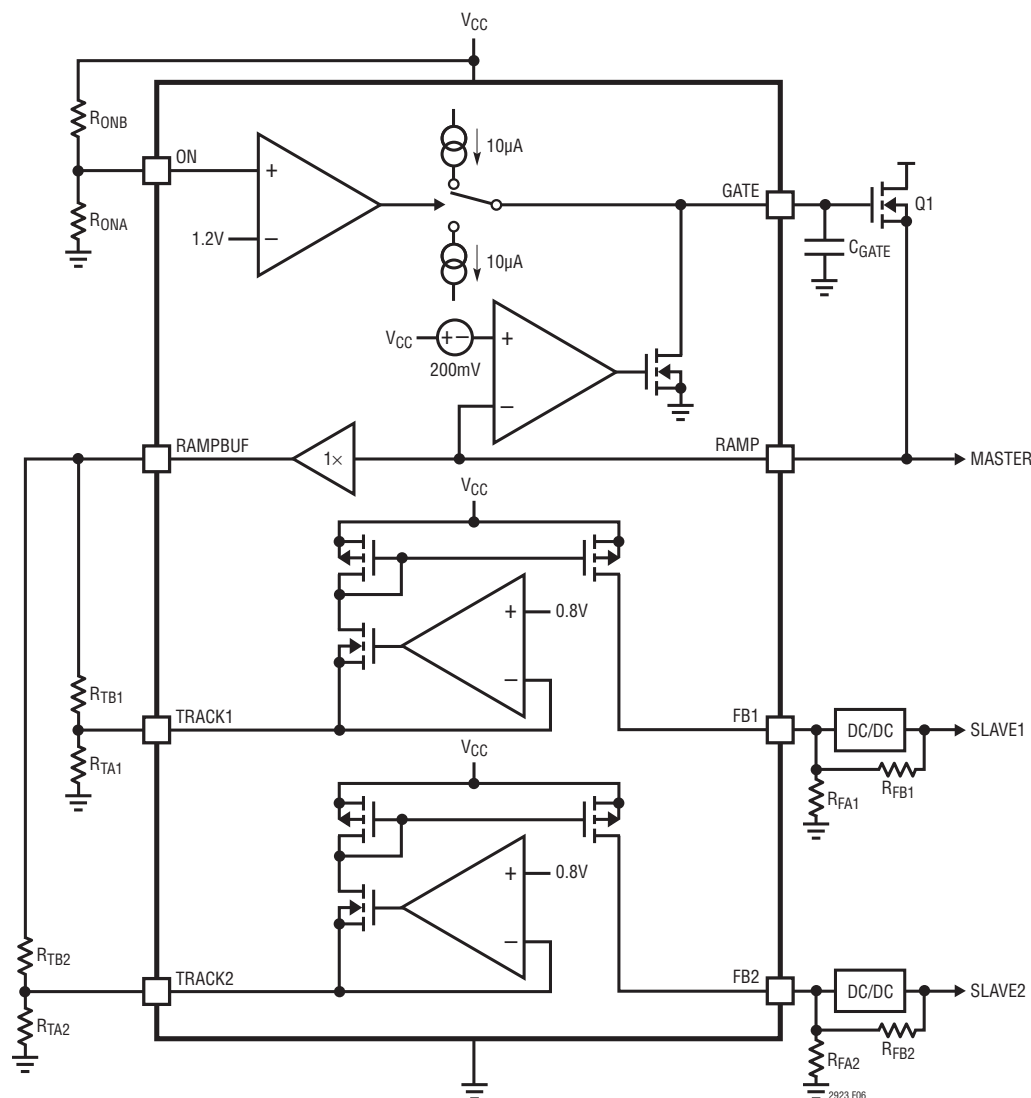 VCC
RONB
ON
10µA
GATE
Q1
RONA
1.2V
CGATE
10µA
VCC
200mV
RAMPBUF
1×
RAMP
MASTER
VCC
0.8V
RTB1
TRACK1
FB1
DC/DC
SLAVE1
RTA1
VCC
RFA1
RFB1
0.8V
RTB2
TRACK2
FB2
DC/DC
SLAVE2
RTA2
RFA2
RFB2
2923 F06
+
−
+ −
+
−
+
−
+
−